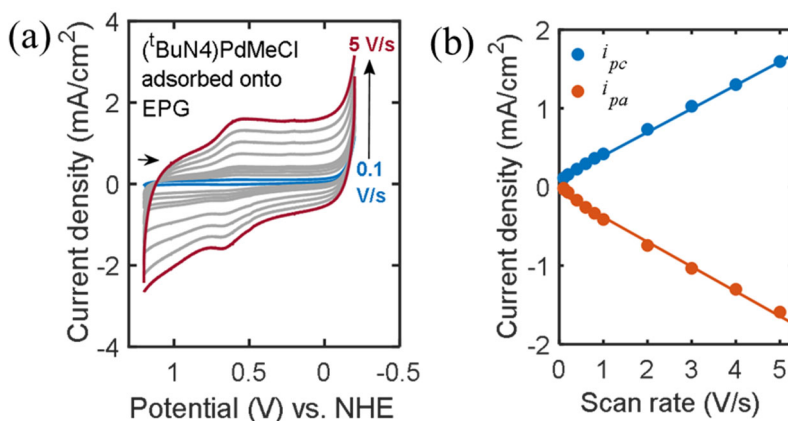 (a)
(ᵗBuN4)PdMeCl
adsorbed onto
EPG
5 V/s
0.1
V/s
4
2
0
-2
-4
Current density (mA/cm²)
1
0.5
0
-0.5
Potential (V) vs. NHE
(b)
i_pc
i_pa
2
1
0
-1
-2
Current density (mA/cm²)
0
1
2
3
4
5
Scan rate (V/s)